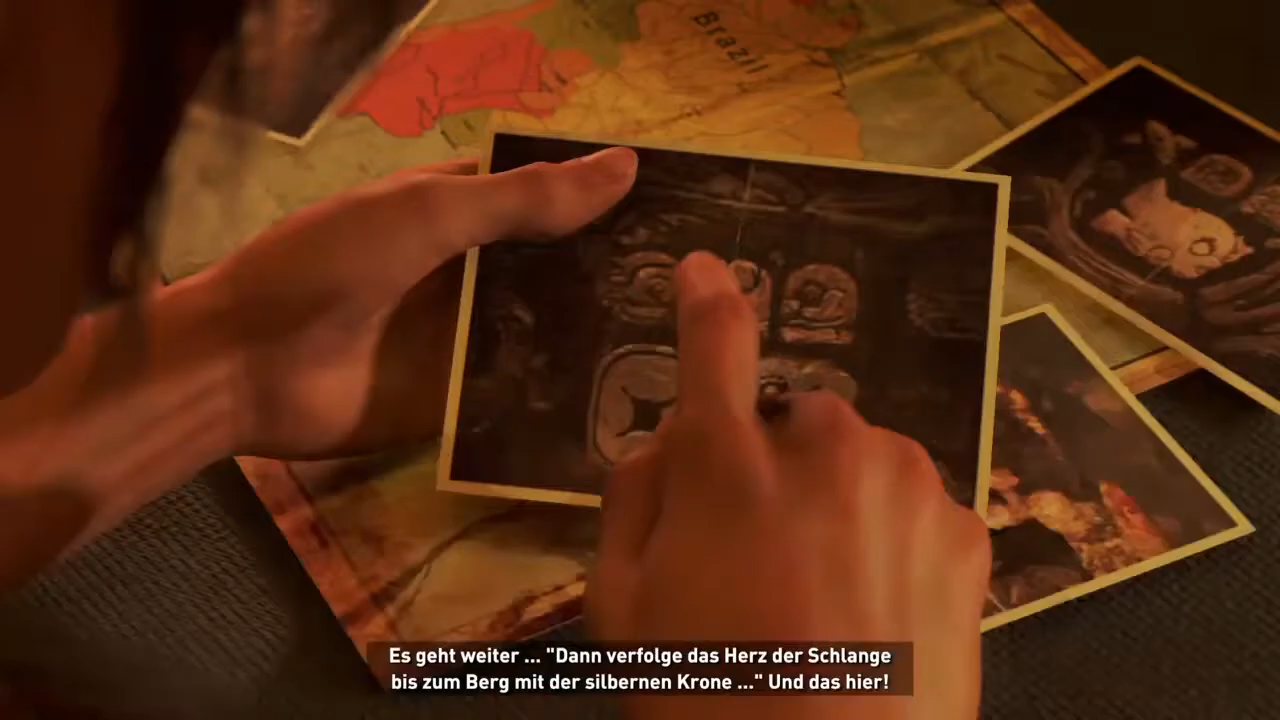 Brazil
Es geht weiter ... "Dann verfolge das Herz der Schlange
bis zum Berg mit der silbernen Krone ..." Und das hier!